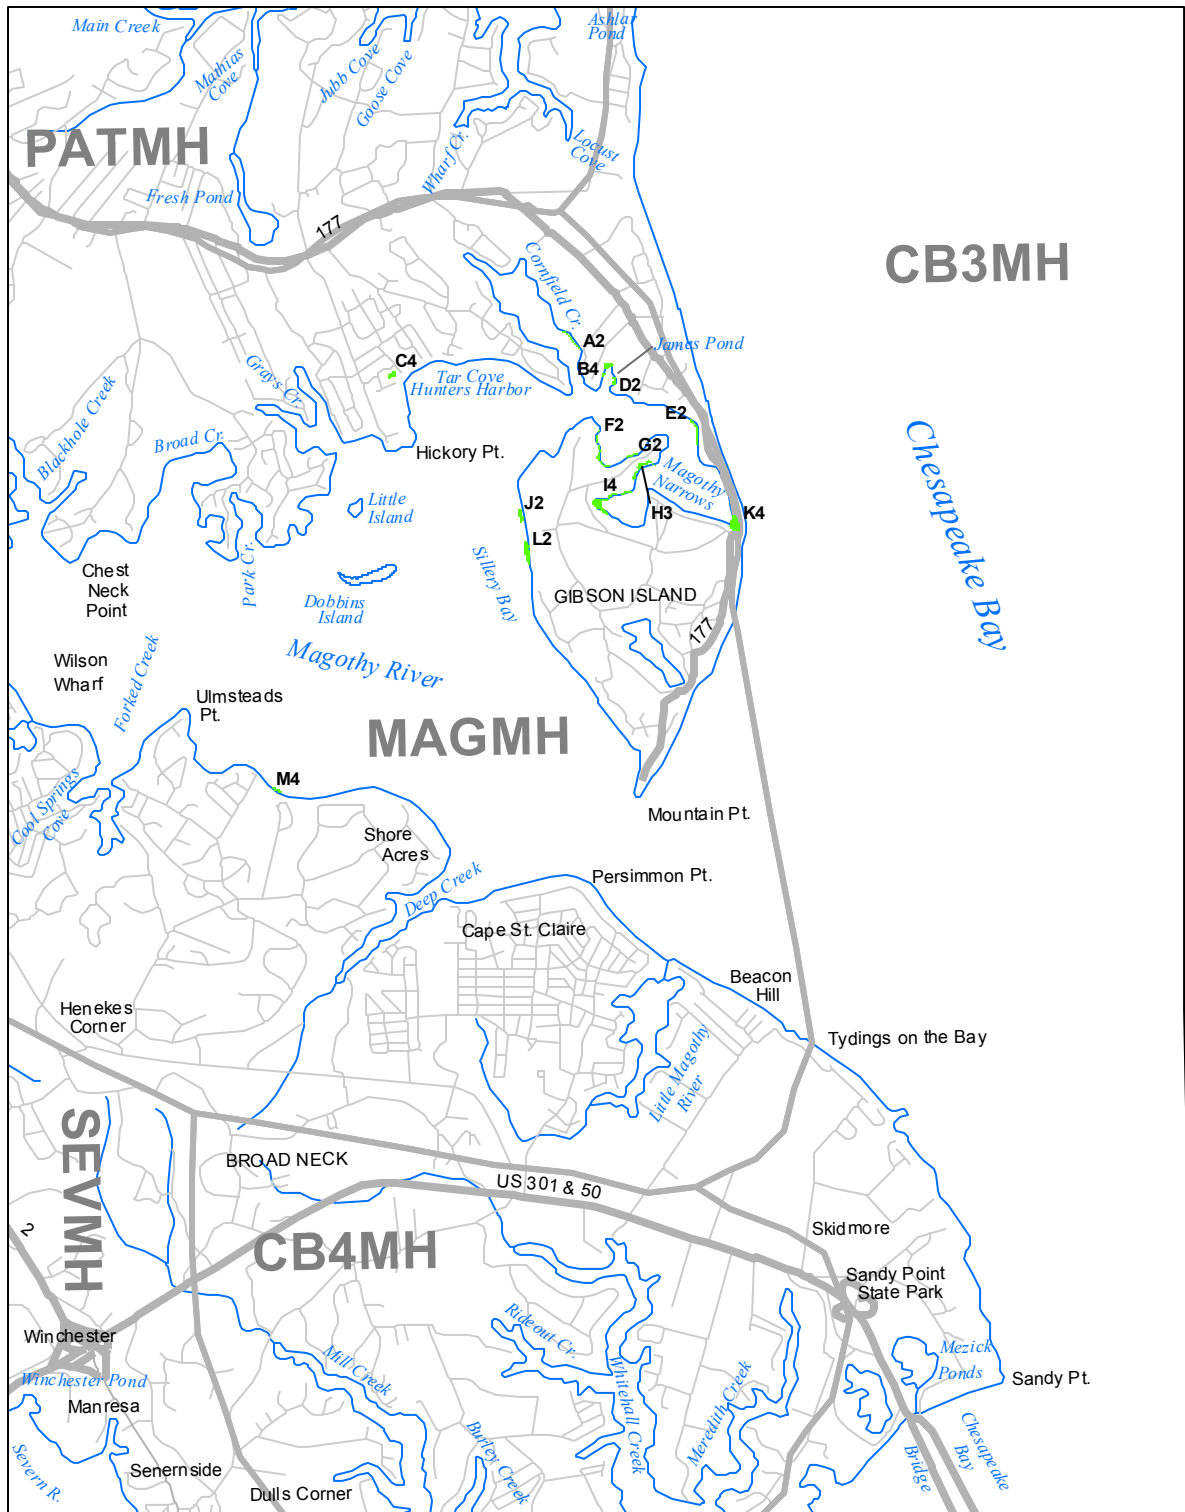 Main Creek
Ashlar
Pond
Mathias
Cove
Jubb Cove
Goose Cove
PATMH
Wharf Cr.
Locust
Cove
Fresh Pond
177
CB3MH
Cornfield Cr.
A2
James Pond
C4
B4
D2
Tar Cove
Hunters Harbor
Grays Cr.
E2
Blackhole Creek
Broad Cr.
F2
G2
Hickory Pt.
Magothy
Narrows
Chesapeake Bay
I4
H3
J2
K4
Little
Island
L2
Sillery Bay
Park Cr.
Chest
Neck
Point
Dobbins
Island
GIBSON ISLAND
177
Magothy River
Wilson
Wharf
Forked Creek
Ulmsteads
Pt.
MAGMH
M4
Cool Springs
Cove
Mountain Pt.
Shore
Acres
Persimmon Pt.
Deep Creek
Cape St. Claire
Beacon
Hill
Henekes
Corner
Tydings on the Bay
Little Magothy
River
SEVMH
BROAD NECK
US 301 & 50
2
CB4MH
Skidmore
Sandy Point
State Park
Winchester
Rideout Cr.
Mill Creek
Whitehall Creek
Meredith Creek
Mezick
Ponds
Sandy Pt.
Winchester Pond
Manresa
Severn R.
Senernside
Burley Creek
Dulls Corner
Chesapeake
Bay
Bridge